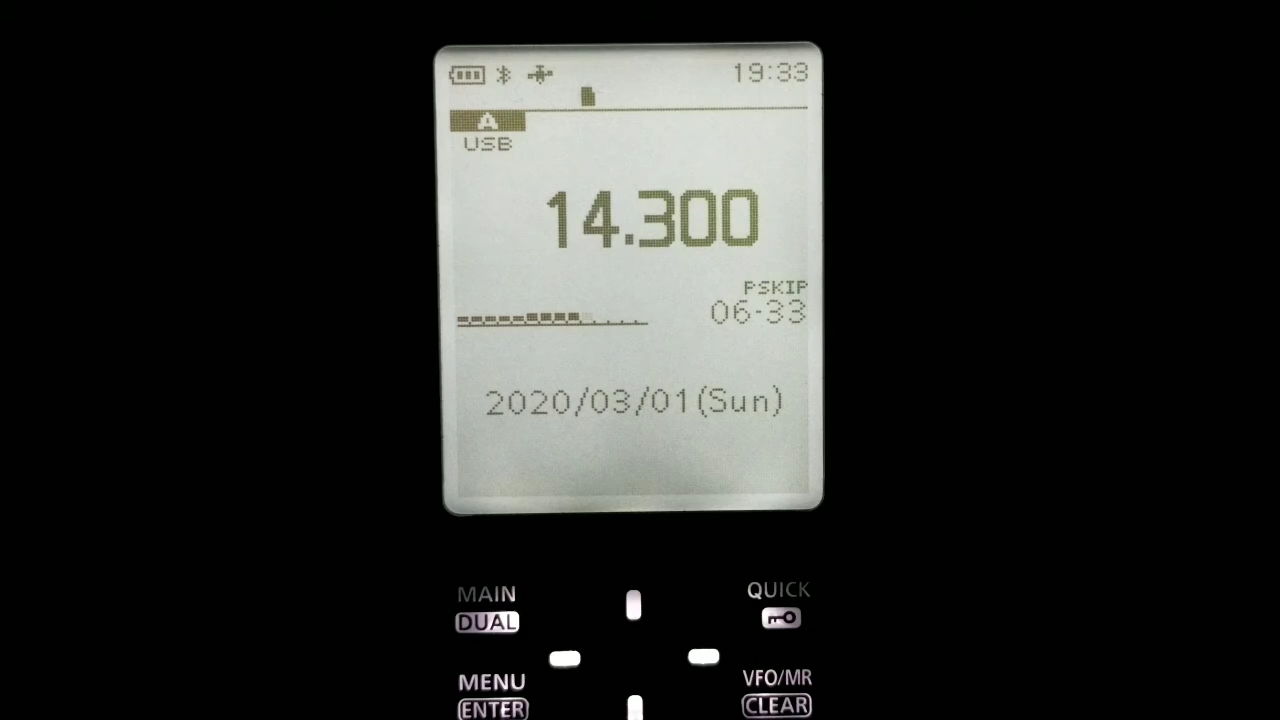 19:33
A
USB
14.300
PSKIP
06-33
2020/03/01(Sun)
MAIN
DUAL
QUICK
MENU
ENTER
VFO/MR
CLEAR